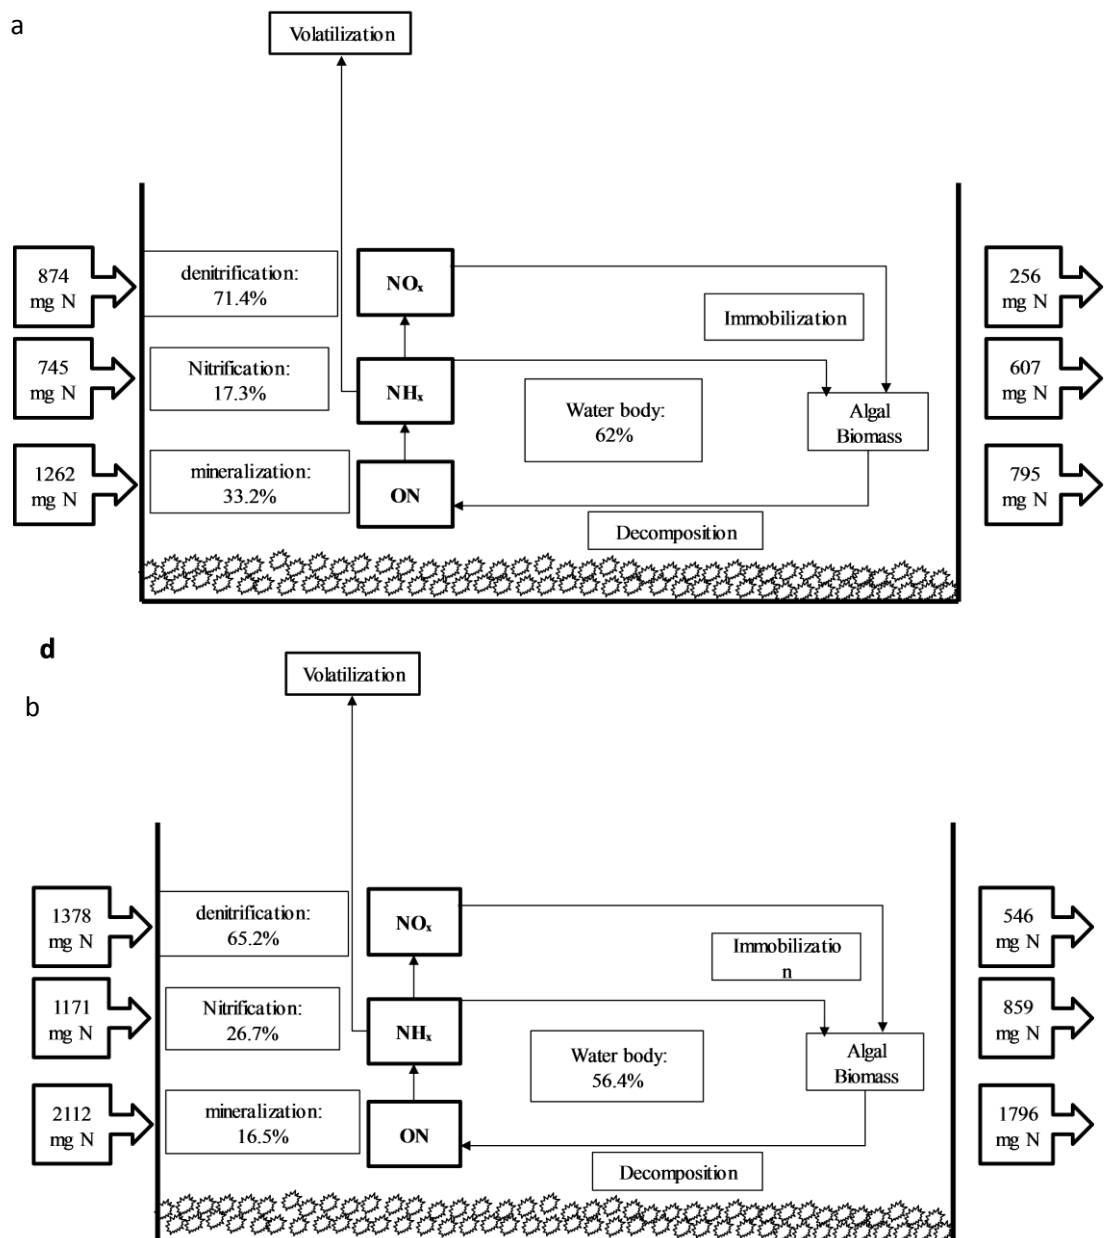 a
Volatilization
874
mg N
denitrification:
71.4%
NOx
256
mg N
Immobilization
745
mg N
Nitrification:
17.3%
NHx
Water body:
62%
Algal
Biomass
607
mg N
1262
mg N
mineralization:
33.2%
ON
795
mg N
Decomposition
d
Volatilization
b
1378
mg N
denitrification:
65.2%
NOx
546
mg N
Immobilizatio
n
1171
mg N
Nitrification:
26.7%
NHx
Water body:
56.4%
Algal
Biomass
859
mg N
2112
mg N
mineralization:
16.5%
ON
1796
mg N
Decomposition